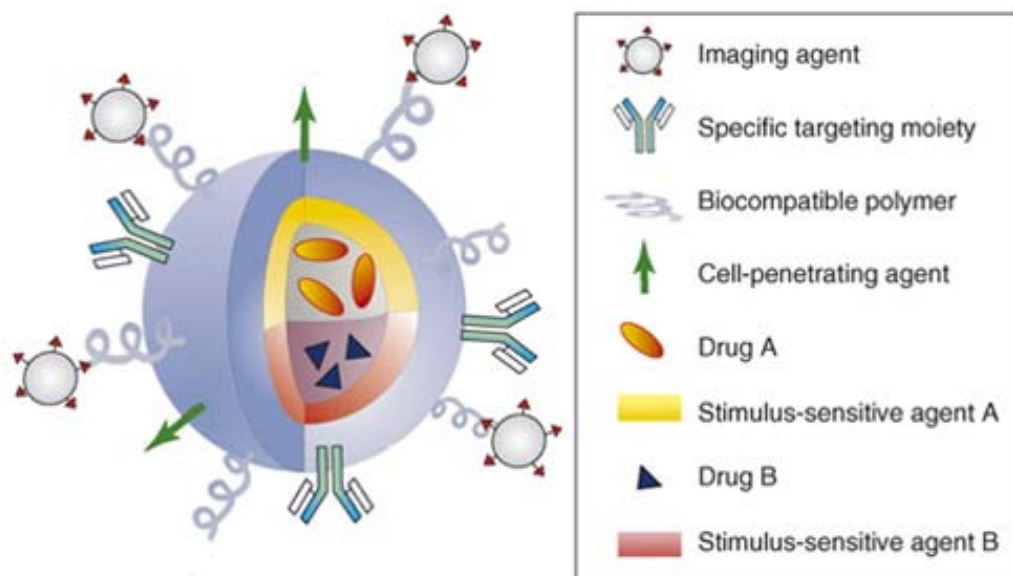 Imaging agent
Specific targeting moiety
Biocompatible polymer
Cell-penetrating agent
Drug A
Stimulus-sensitive agent A
Drug B
Stimulus-sensitive agent B